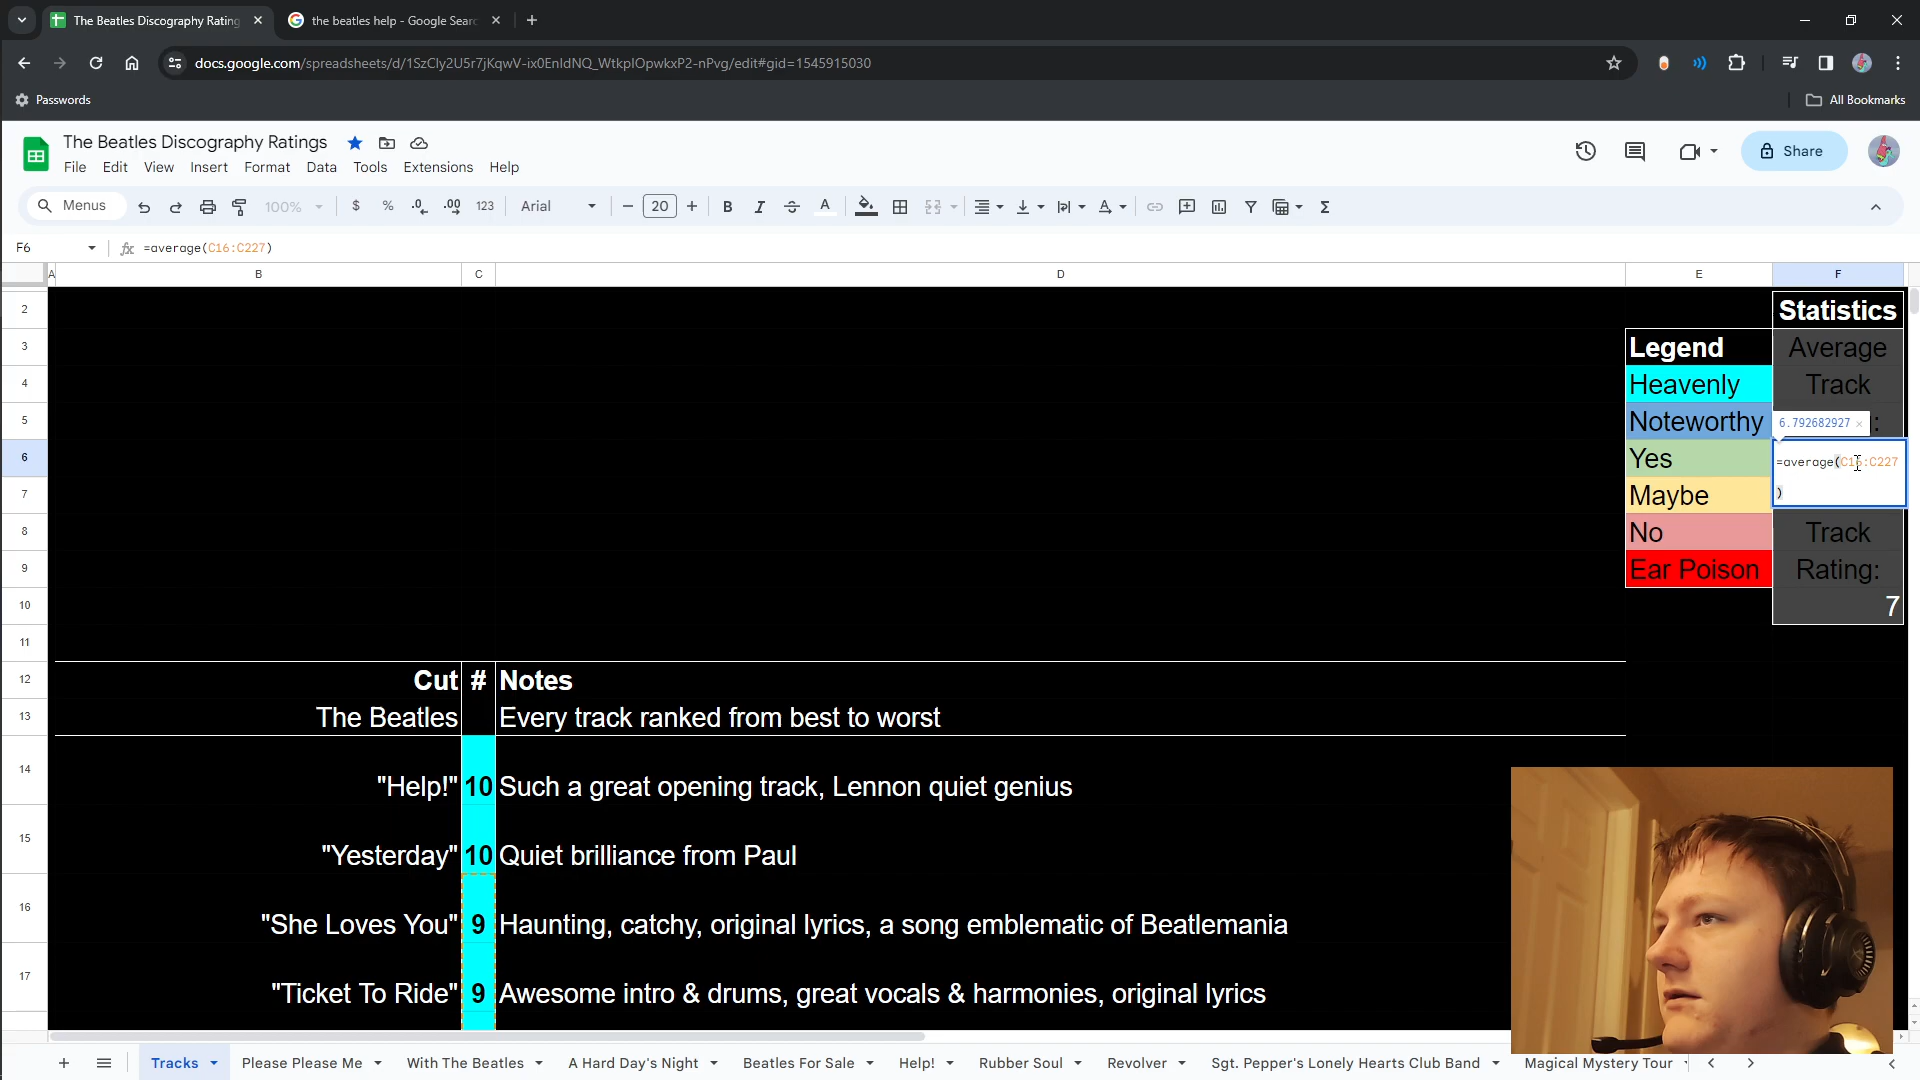 The Beatles Discography Rating
the beatles help - Google Sear
docs.google.com/spreadsheets/d/1SzCly2U5r7jKqwV-ix0EnIdNQ_WtkpIOpwkxP2-nPvg/edit#gid=1545915030
Passwords
All Bookmarks
The Beatles Discography Ratings
File Edit View Insert Format Data Tools Extensions Help
Share
Menus 100% $ % .0 .00 123 Arial 20 B I A
F6 fx =average(C16:C227)
A B C D E F
2 Statistics
3 Legend Average
4 Heavenly Track
5 Noteworthy 6.792682927 × :
6 Yes =average(C16:C227
7 Maybe )
8 No Track
9 Ear Poison Rating:
10 7
11
12 Cut # Notes
13 The Beatles Every track ranked from best to worst
14 "Help!" 10 Such a great opening track, Lennon quiet genius
15 "Yesterday" 10 Quiet brilliance from Paul
16 "She Loves You" 9 Haunting, catchy, original lyrics, a song emblematic of Beatlemania
17 "Ticket To Ride" 9 Awesome intro & drums, great vocals & harmonies, original lyrics
Tracks Please Please Me With The Beatles A Hard Day's Night Beatles For Sale Help! Rubber Soul Revolver Sgt. Pepper's Lonely Hearts Club Band Magical Mystery Tour